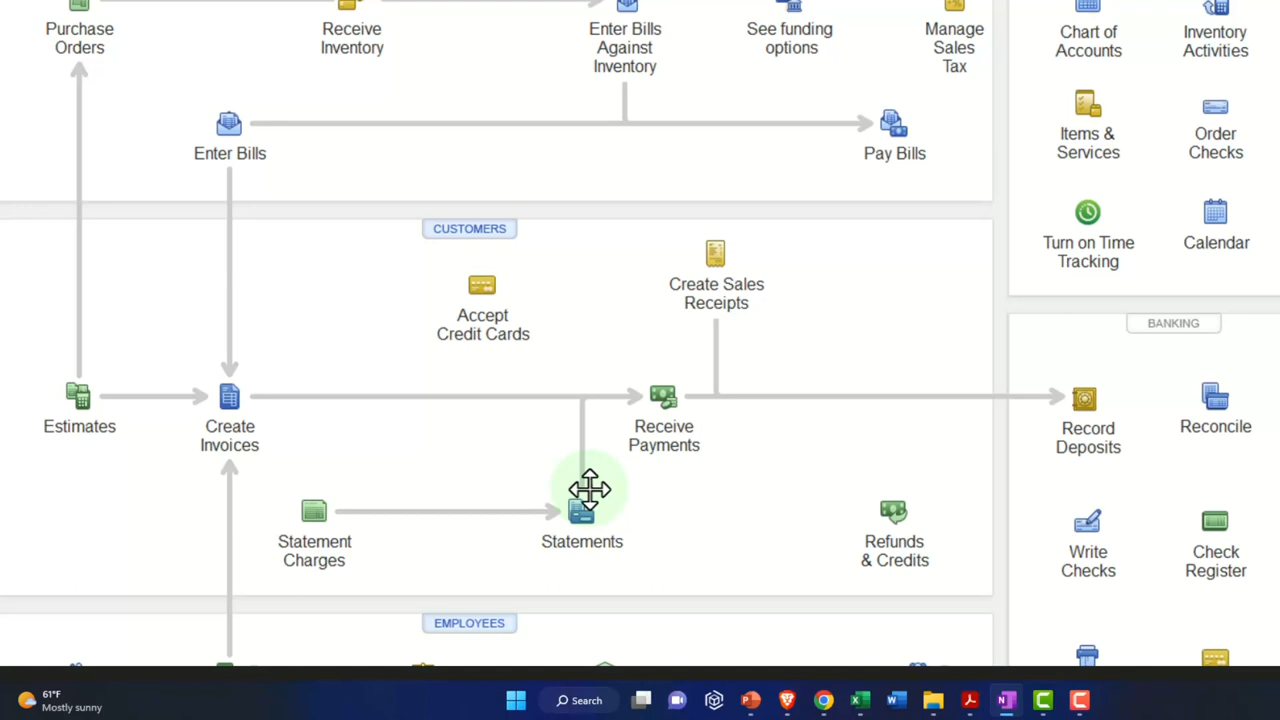 Purchase
Orders
Receive
Inventory
Enter Bills
Against
Inventory
See funding
options
Manage
Sales
Tax
Chart of
Accounts
Inventory
Activities
Enter Bills
Pay Bills
Items &
Services
Order
Checks
Turn on Time
Tracking
Calendar
CUSTOMERS
Accept
Credit Cards
Create Sales
Receipts
BANKING
Estimates
Create
Invoices
Receive
Payments
Record
Deposits
Reconcile
Statement
Charges
Statements
Refunds
& Credits
Write
Checks
Check
Register
EMPLOYEES
61°F
Mostly sunny
Search